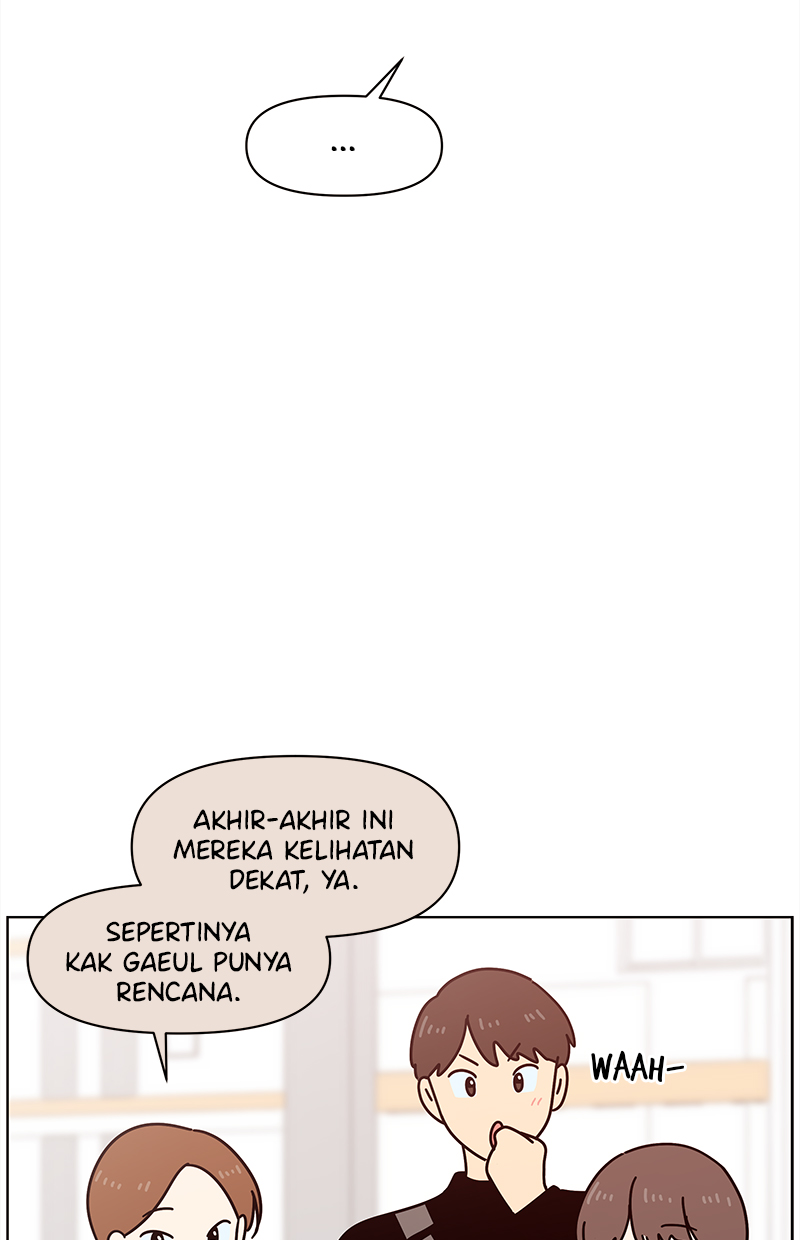 ...
AKHIR-AKHIR INI
MEREKA KELIHATAN
DEKAT, YA.
SEPERTINYA
KAK GAEUL PUNYA
RENCANA.
WAAH-